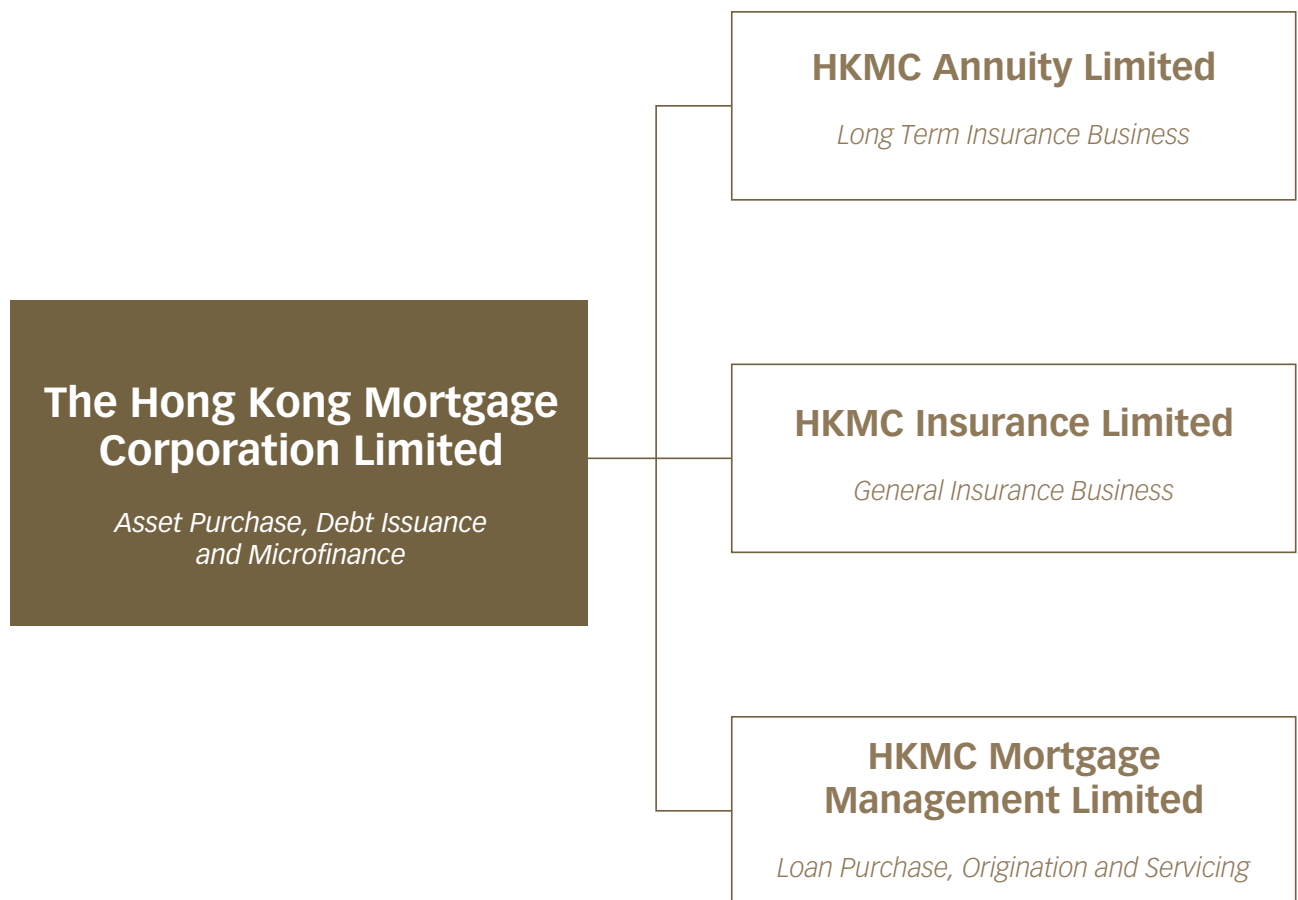 HKMC Annuity Limited
Long Term Insurance Business
The Hong Kong Mortgage
Corporation Limited
Asset Purchase, Debt Issuance
and Microfinance
HKMC Insurance Limited
General Insurance Business
HKMC Mortgage
Management Limited
Loan Purchase, Origination and Servicing